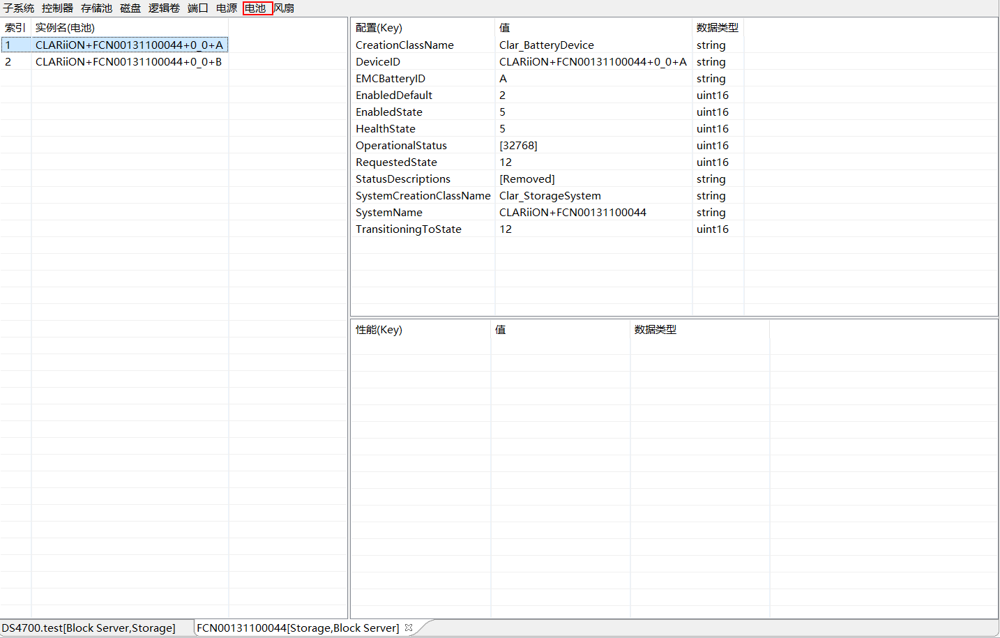 子系统 控制器 存储池 磁盘 逻辑卷 端口 电源 电池 风扇
索引 实例名(电池)
1 CLARiiON+FCN00131100044+0_0+A
2 CLARiiON+FCN00131100044+0_0+B
配置(Key) 值 数据类型
CreationClassName Clar_BatteryDevice string
DeviceID CLARiiON+FCN00131100044+0_0+A string
EMCBatteryID A string
EnabledDefault 2 uint16
EnabledState 5 uint16
HealthState 5 uint16
OperationalStatus [32768] uint16
RequestedState 12 uint16
StatusDescriptions [Removed] string
SystemCreationClassName Clar_StorageSystem string
SystemName CLARiiON+FCN00131100044 string
TransitioningToState 12 uint16
性能(Key) 值 数据类型
DS4700.test[Block Server,Storage] FCN00131100044[Storage,Block Server]